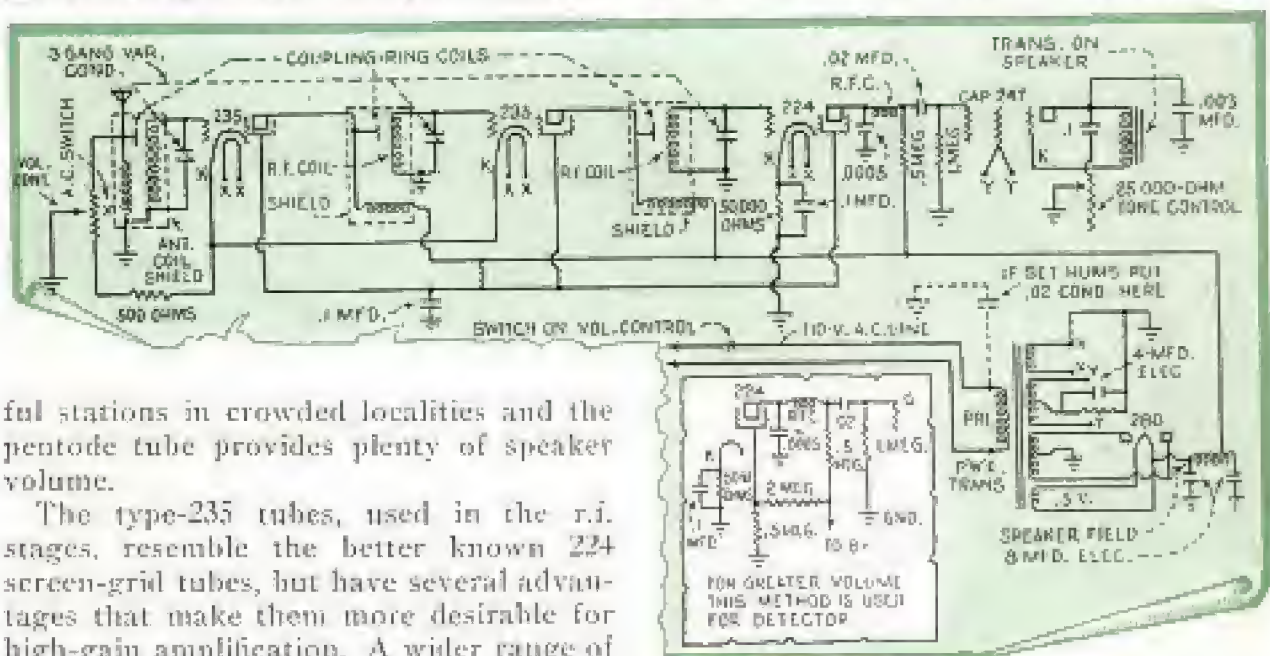 3 GANG VAR.
COND.
COUPLING RING COILS
.02 MFD.
R.F.C.
TRANS. ON
SPEAKER
A.C. SWITCH
VOL.
CONT.
235
235
224
CAP 247
.003
MFD.
K
K
K
K
X X
X X
Y Y
R.F. COIL
SHIELD
R.F. COIL
SHIELD
50,000
OHMS
.0005
.1 MFD.
.5 MEG.
1 MEG.
.1
25,000-OHM
TONE CONTROL
ANT.
COIL
SHIELD
500 OHMS
.1 MFD.
SWITCH ON VOL. CONTROL
110-V. A.C. LINE
IF SET HUMS PUT
.02 COND. HERE
4-MFD.
ELEC.
280
PRI.
PWR.
TRANS.
5 V.
SPEAKER FIELD
8 MFD. ELEC.
224
K
.1
MFD.
OHMS
.0005
.02
.5
MEG.
1 MEG.
G
2 MEG.
.5 MEG.
TO B+
GND.
FOR GREATER VOLUME
THIS METHOD IS USED
FOR DETECTOR
ful stations in crowded localities and the
pentode tube provides plenty of speaker
volume.
The type-235 tubes, used in the r.f.
stages, resemble the better known 224
screen-grid tubes, but have several advan-
tages that make them more desirable for
high-gain amplification. A wider range of